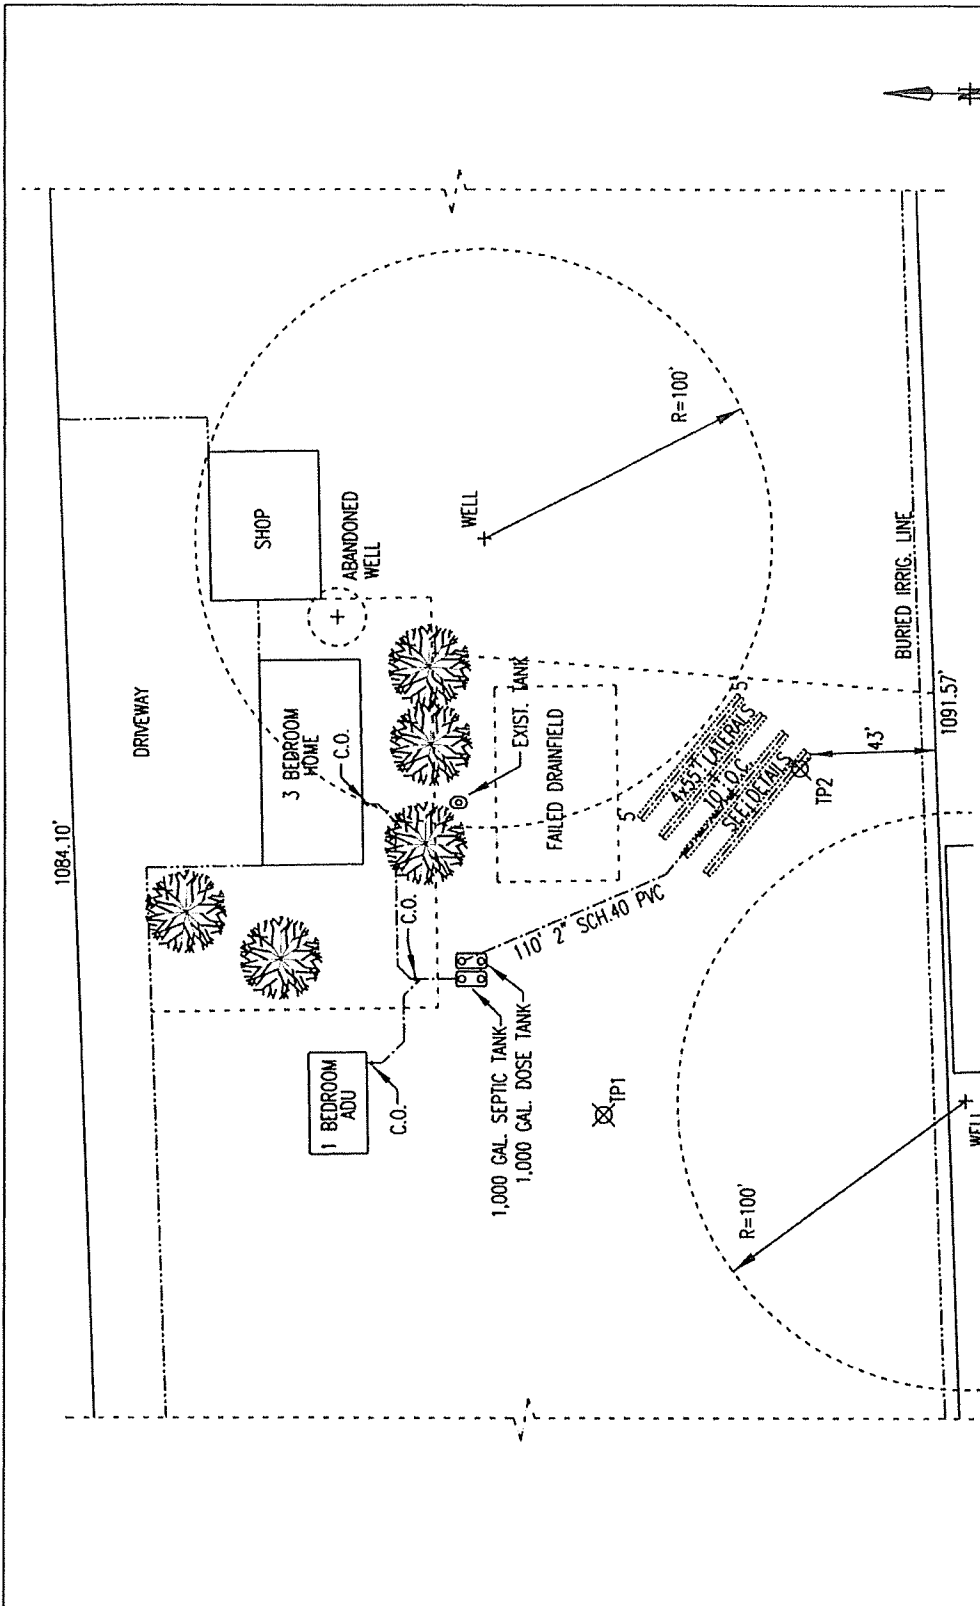 1084.10'
DRIVEWAY
SHOP
3 BEDROOM
HOME
C.O.
ABANDONED
WELL
WELL
R=100'
EXIST. TANK
FAILED DRAINFIELD
C.O.
1 BEDROOM
ADU
C.O.
1,000 GAL. SEPTIC TANK
1,000 GAL. DOSE TANK
110' 2" SCH.40 PVC
5'
5'
4x55' LATERALS
10' O.C.
SEE DETAILS
TP1
TP2
43'
BURIED IRRIG. LINE
1091.57'
R=100'
WELL
N